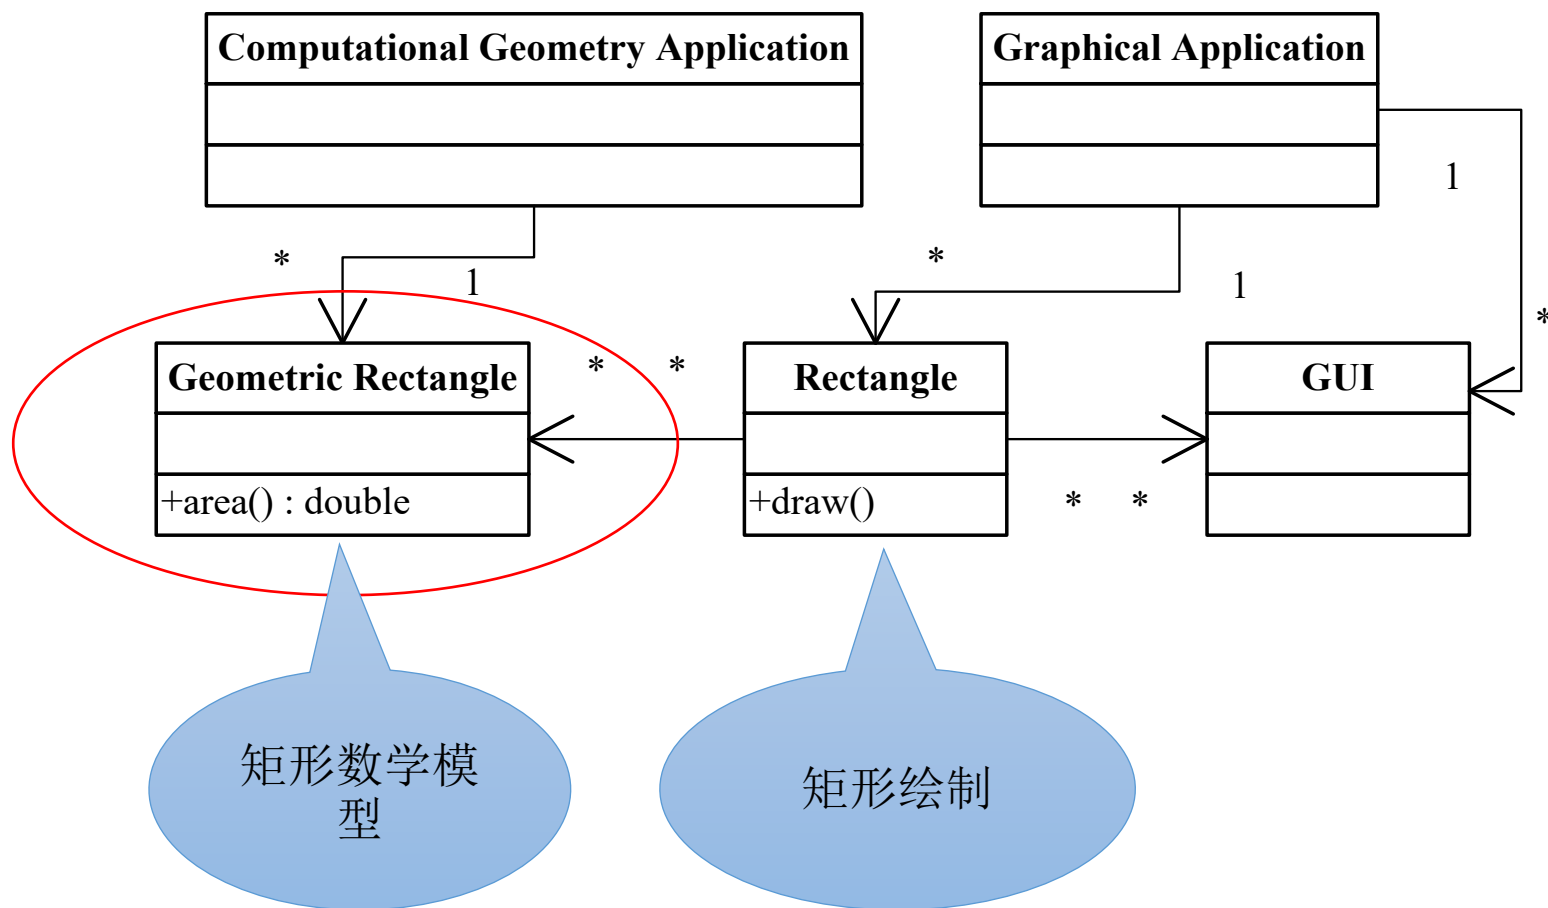 Computational Geometry Application
Graphical Application
1
*
1
*
1
*
Geometric Rectangle
* *
Rectangle
GUI
+area() : double
+draw()
* *
矩形数学模
型
矩形绘制